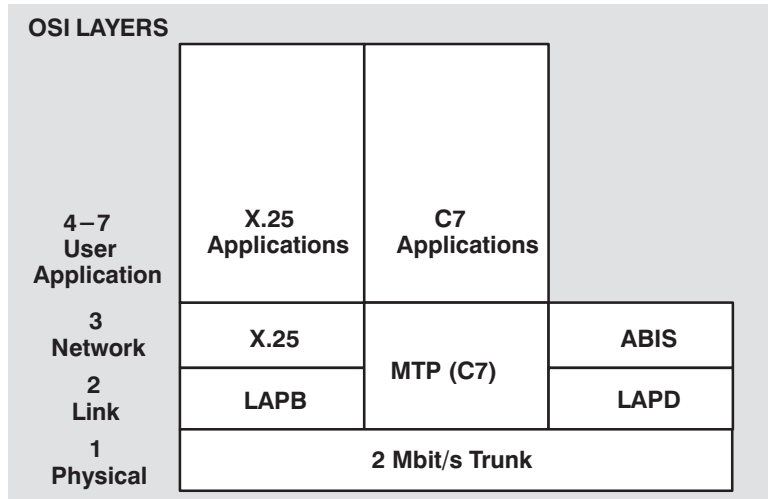 OSI LAYERS
4–7
User
Application
X.25
Applications
C7
Applications
3
Network
X.25
MTP (C7)
ABIS
2
Link
LAPB
LAPD
1
Physical
2 Mbit/s Trunk